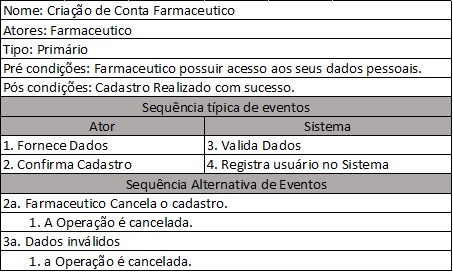 Nome: Criação de Conta Farmaceutico
Atores: Farmaceutico
Tipo: Primário
Pré condições: Farmaceutico possuir acesso aos seus dados pessoais.
Pós condições: Cadastro Realizado com sucesso.
Sequência típica de eventos
Ator Sistema
1. Fornece Dados 3. Valida Dados
2. Confirma Cadastro 4. Registra usuário no Sistema
Sequência Alternativa de Eventos
2a. Farmaceutico Cancela o cadastro.
1. A Operação é cancelada.
3a. Dados inválidos
1. a Operação é cancelada.